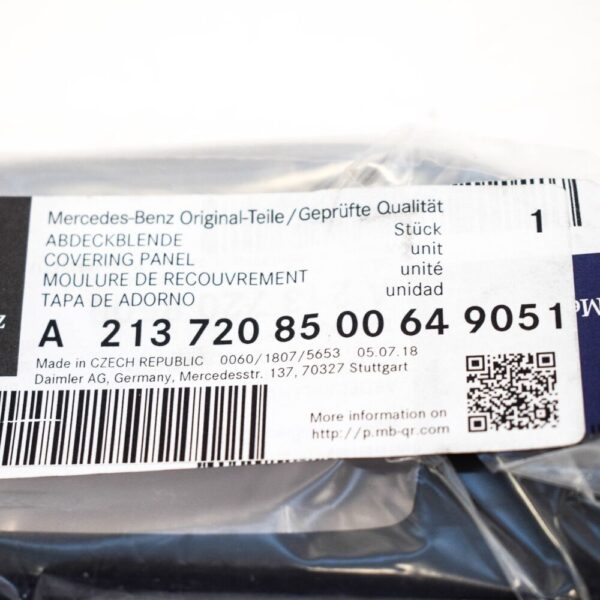 Mercedes-Benz Original-Teile/Geprüfte Qualität
ABDECKBLENDE Stück 1
COVERING PANEL unit
MOULURE DE RECOUVREMENT unité
TAPA DE ADORNO unidad
A 213 720 85 00 64 9051
Made in CZECH REPUBLIC 0060/1807/5653 05.07.18
Daimler AG, Germany, Mercedesstr. 137, 70327 Stuttgart
More information on
http://p.mb-qr.com